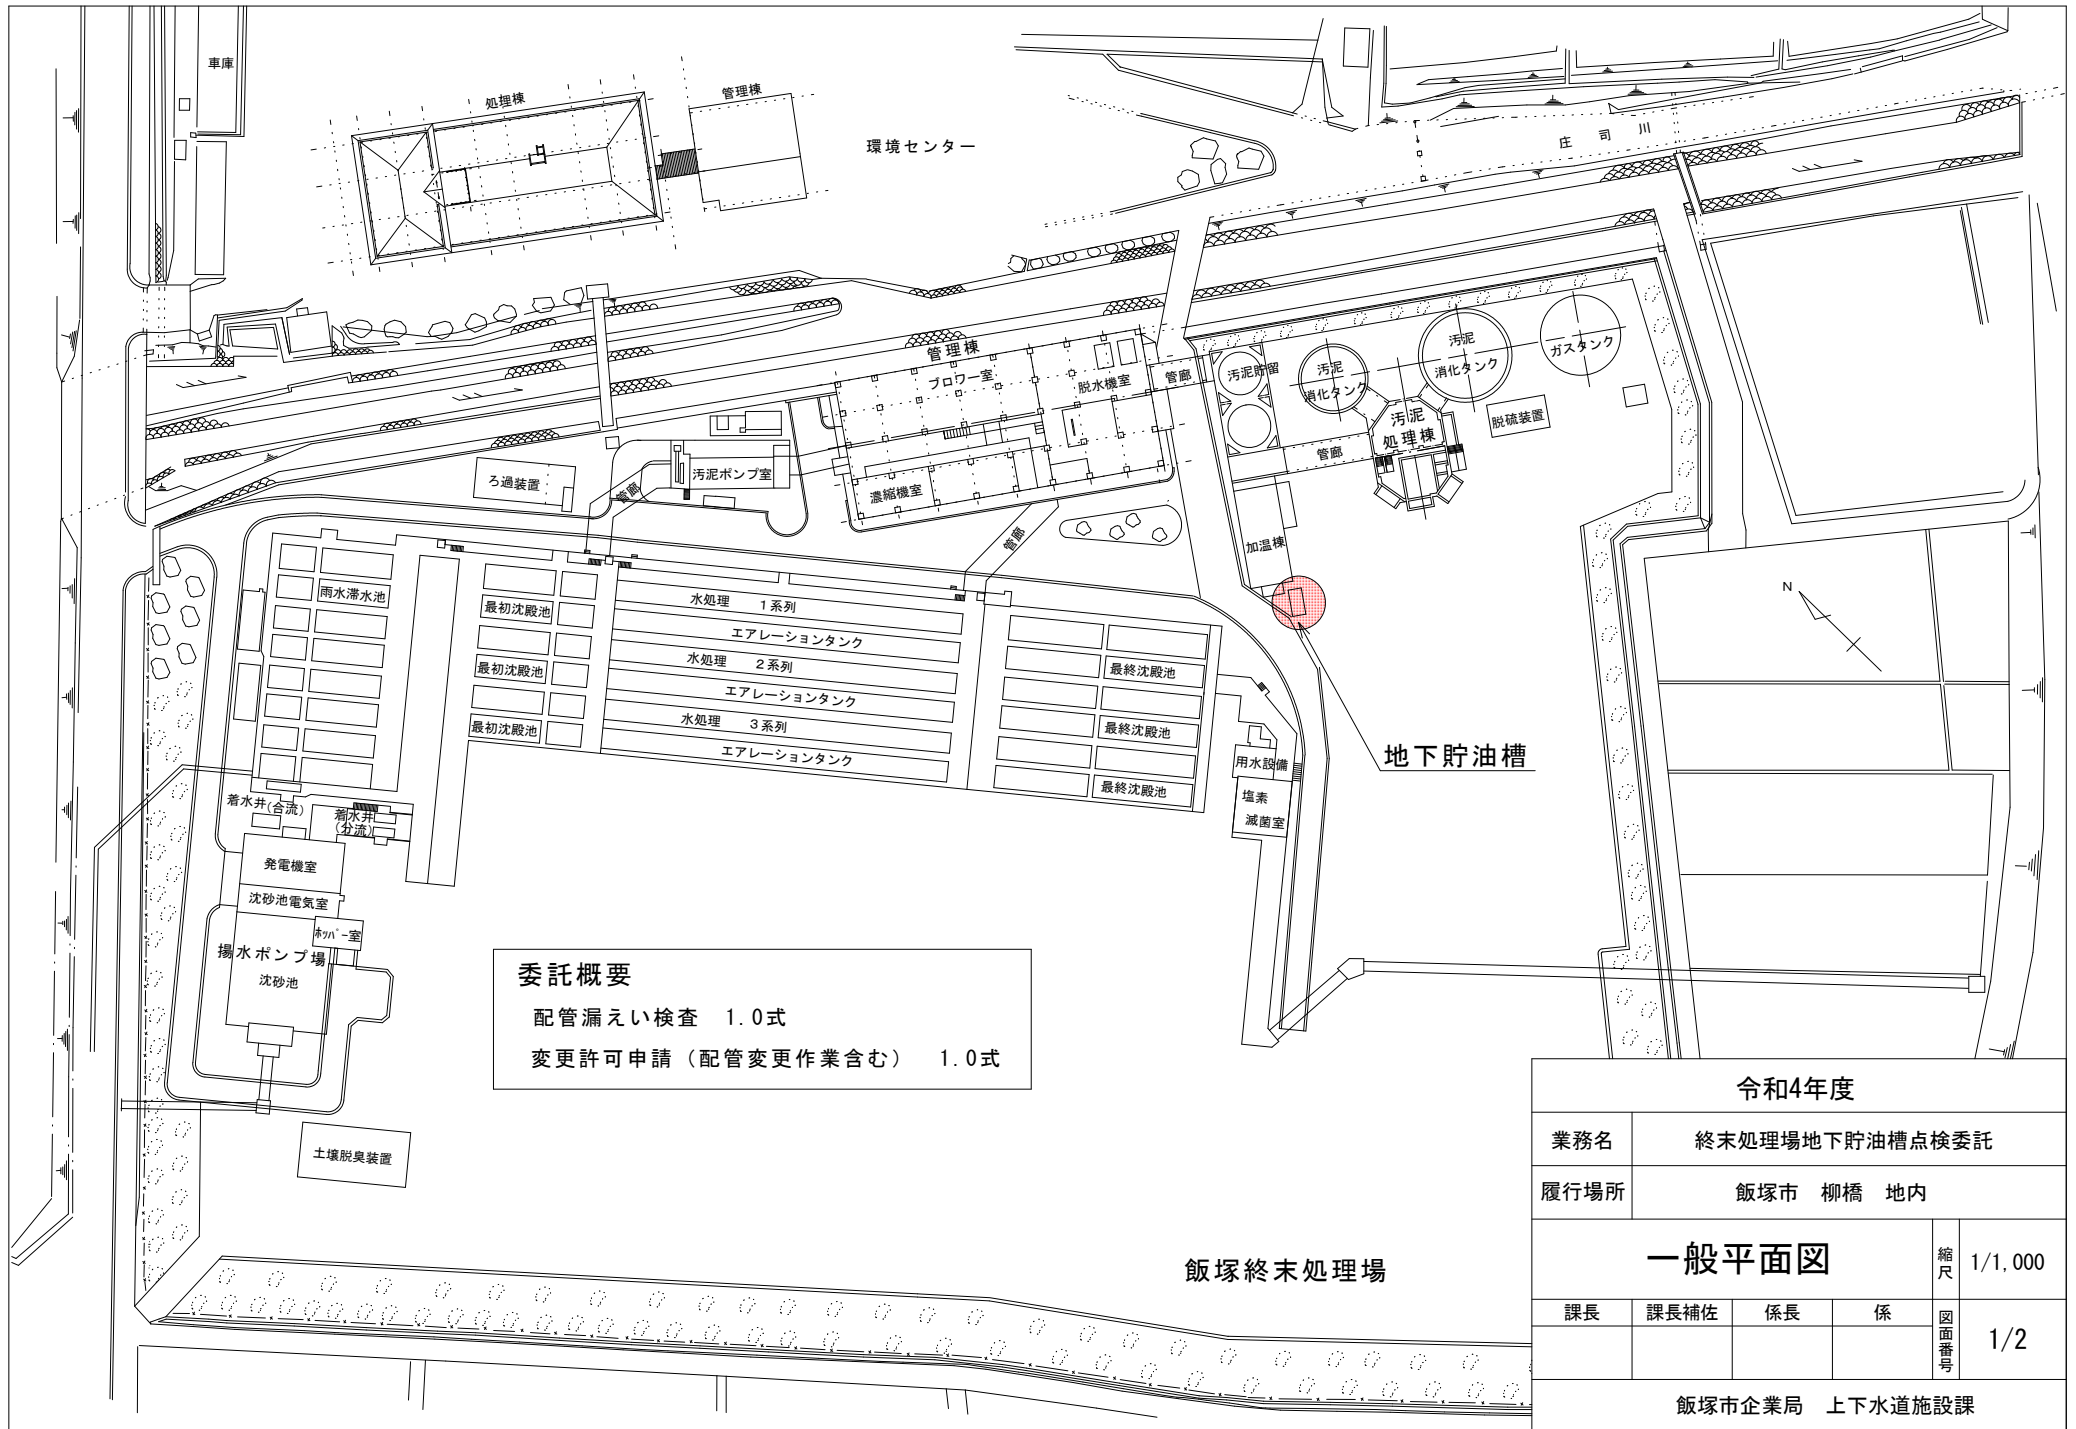 車庫
処理棟
管理棟
環境センター
庄司川
管理棟
ブロワー室
脱水機室
管廊
汚泥貯留
汚泥
消化タンク
汚泥
消化タンク
ガスタンク
汚泥
処理棟
脱硫装置
管廊
ろ過装置
管廊
汚泥ポンプ室
濃縮機室
管廊
加温棟
N
雨水滞水池
最初沈殿池
最初沈殿池
最初沈殿池
水処理 1系列
エアレーションタンク
水処理 2系列
エアレーションタンク
水処理 3系列
エアレーションタンク
最終沈殿池
最終沈殿池
最終沈殿池
地下貯油槽
用水設備
塩素
滅菌室
着水井(合流)
着水井
(分流)
発電機室
沈砂池電気室
ホッパー室
揚水ポンプ場
沈砂池
土壌脱臭装置
委託概要
配管漏えい検査 1.0式
変更許可申請（配管変更作業含む） 1.0式
飯塚終末処理場
令和4年度
業務名 終末処理場地下貯油槽点検委託
履行場所 飯塚市 柳橋 地内
一般平面図 縮尺 1/1,000
課長 課長補佐 係長 係 図面番号 1/2
飯塚市企業局 上下水道施設課